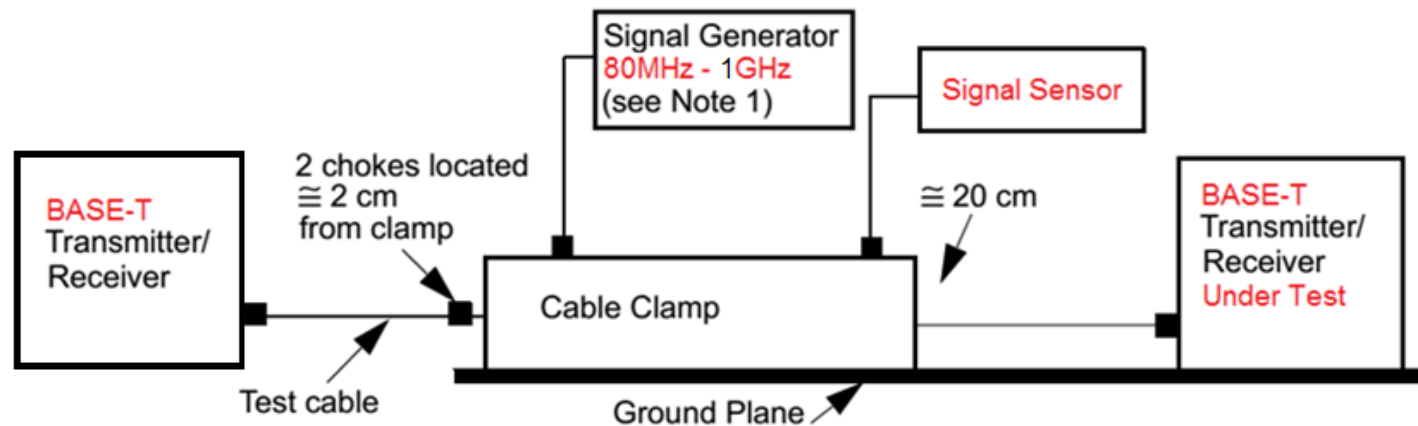 Signal Generator
80MHz - 1GHz
(see Note 1)
Signal Sensor
2 chokes located
≅ 2 cm
from clamp
≅ 20 cm
BASE-T
Transmitter/
Receiver
BASE-T
Transmitter/
Receiver
Under Test
Cable Clamp
Test cable
Ground Plane